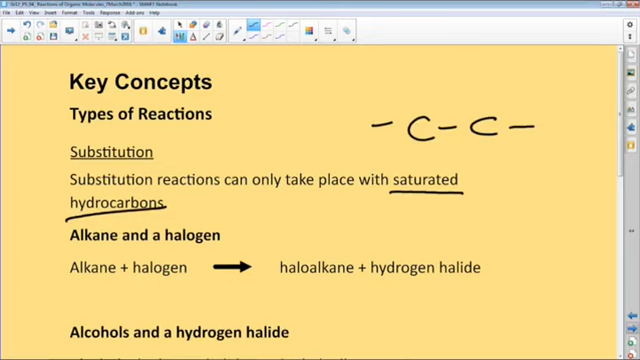 Key Concepts
Types of Reactions
– C – C –
Substitution
Substitution reactions can only take place with saturated
hydrocarbons.
Alkane and a halogen
Alkane + halogen → haloalkane + hydrogen halide
Alcohols and a hydrogen halide